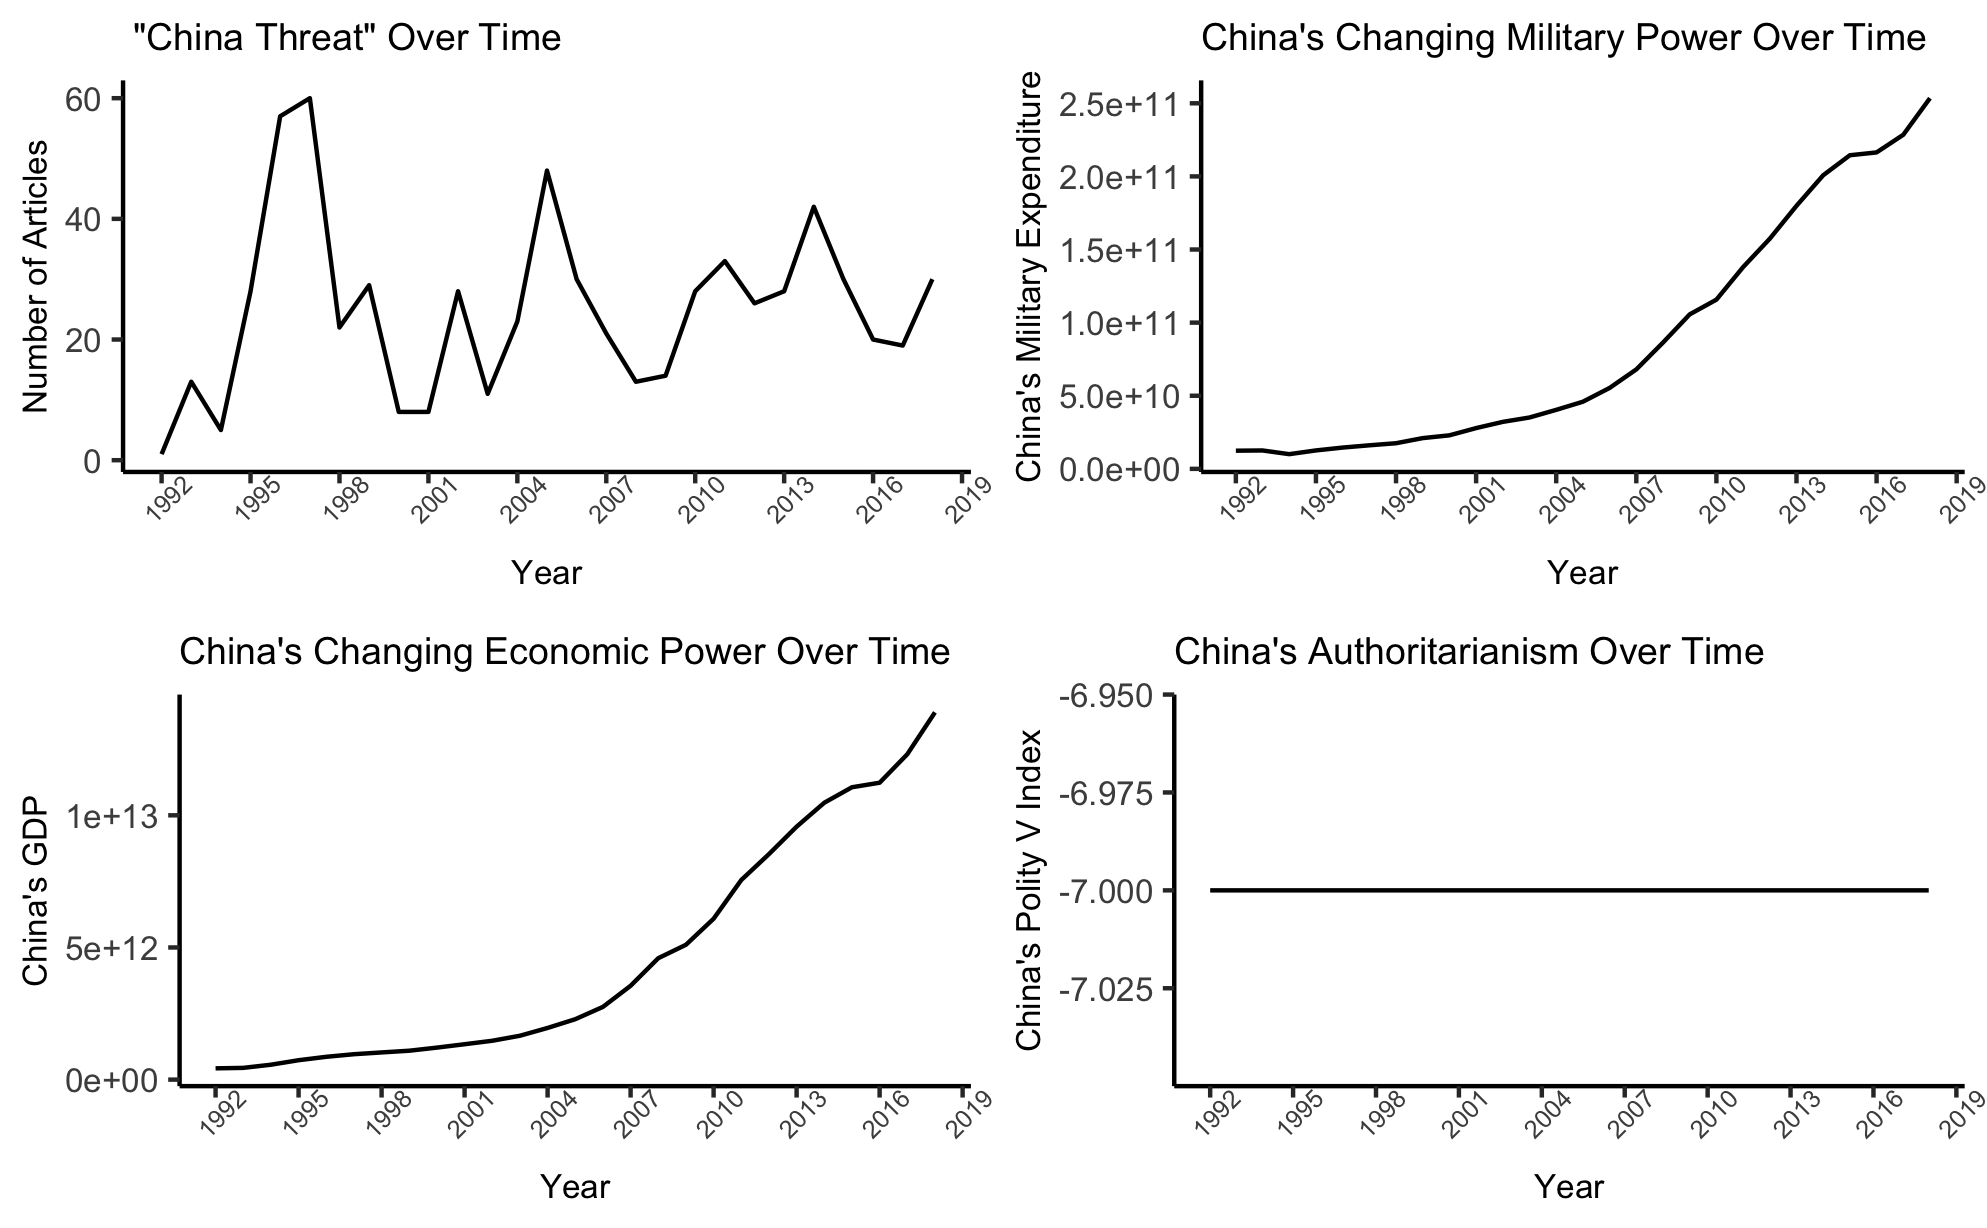 "China Threat" Over Time
Number of Articles
60
40
20
0
1992
1995
1998
2001
2004
2007
2010
2013
2016
2019
Year
China's Changing Military Power Over Time
China's Military Expenditure
2.5e+11
2.0e+11
1.5e+11
1.0e+11
5.0e+10
0.0e+00
1992
1995
1998
2001
2004
2007
2010
2013
2016
2019
Year
China's Changing Economic Power Over Time
China's GDP
1e+13
5e+12
0e+00
1992
1995
1998
2001
2004
2007
2010
2013
2016
2019
Year
China's Authoritarianism Over Time
China's Polity V Index
-6.950
-6.975
-7.000
-7.025
1992
1995
1998
2001
2004
2007
2010
2013
2016
2019
Year